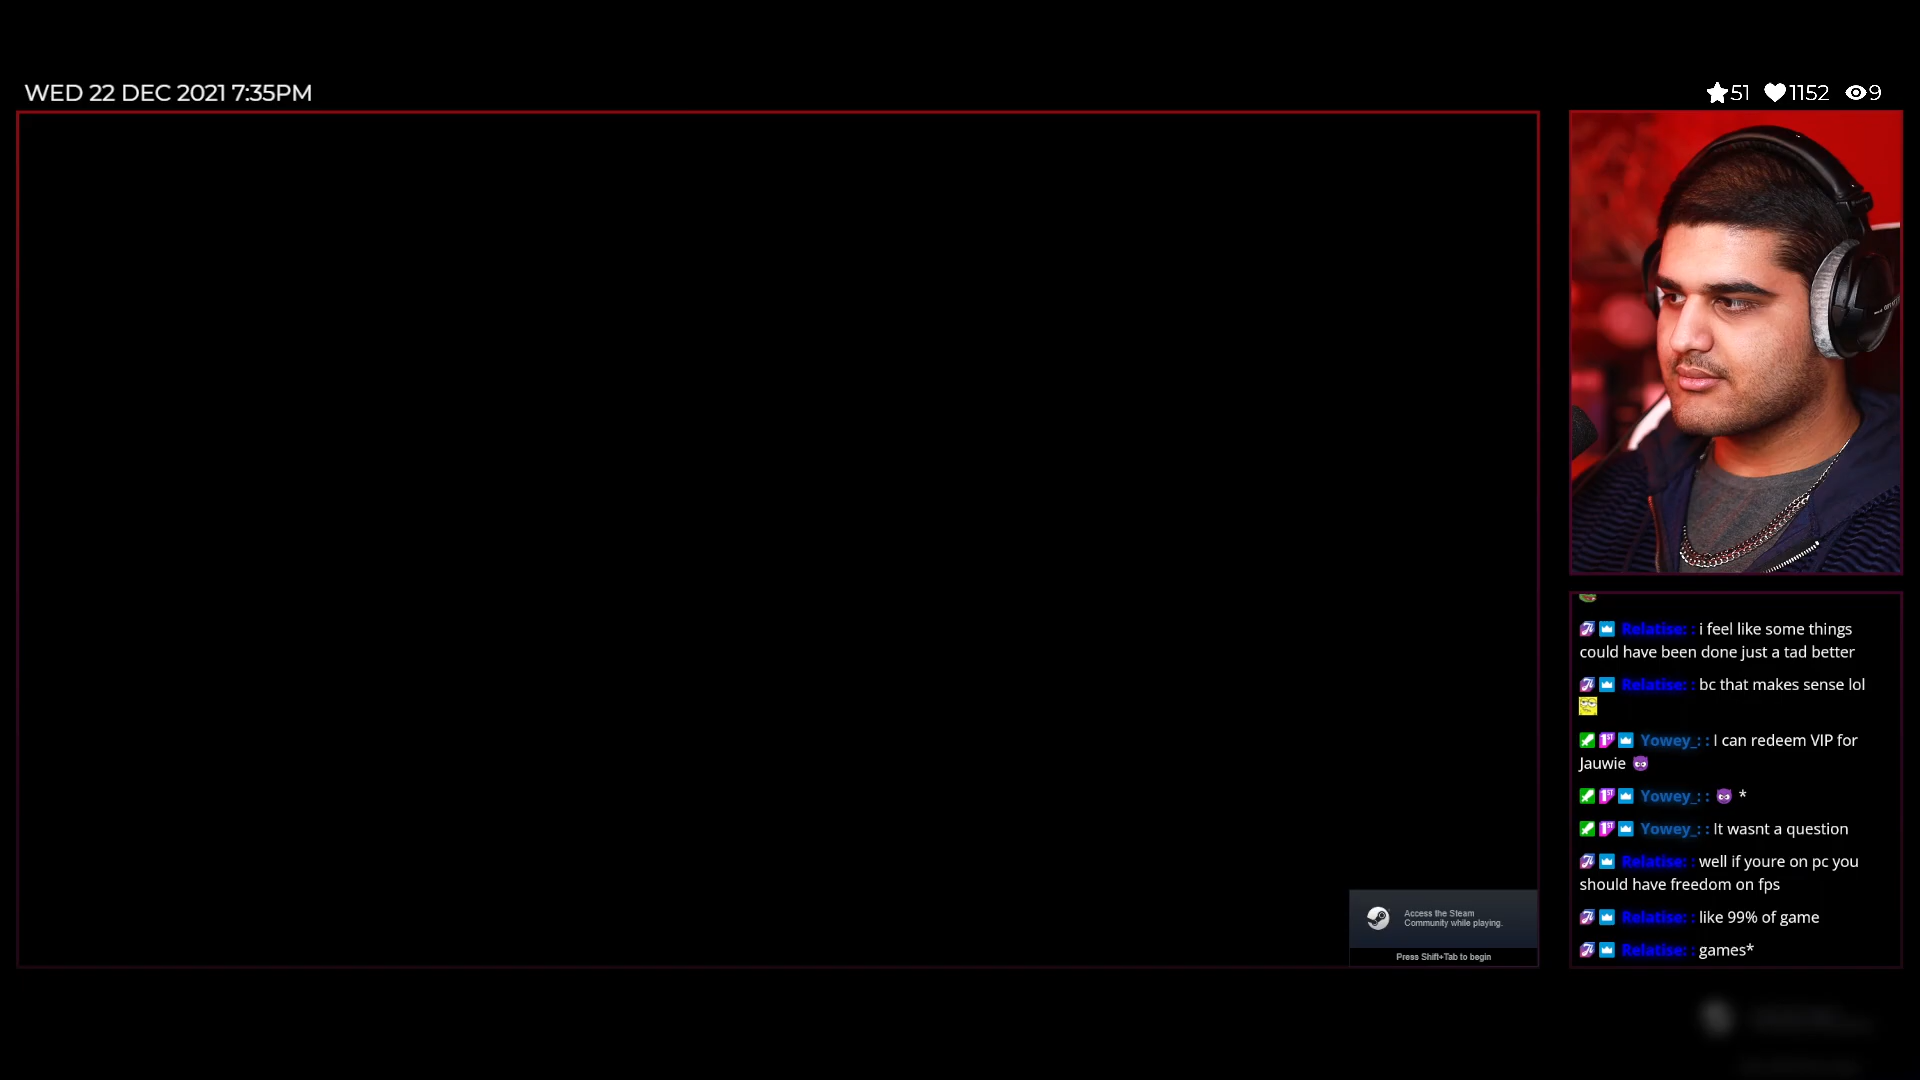 WED 22 DEC 2021 7:35PM
51 1152 9
Relatise: : i feel like some things
could have been done just a tad better
Relatise: : bc that makes sense lol
Yowey_: : I can redeem VIP for
Jauwie
Yowey_: : *
Yowey_: : It wasnt a question
Relatise: : well if youre on pc you
should have freedom on fps
Relatise: : like 99% of game
Relatise: : games*
Access the Steam
Community while playing.
Press Shift+Tab to begin